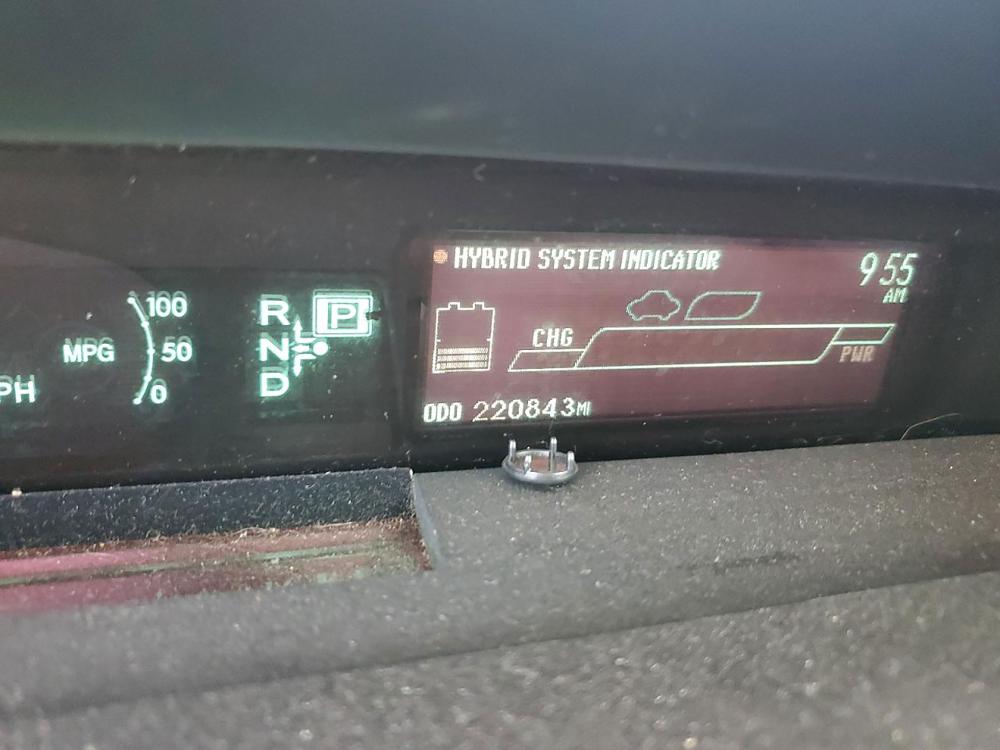 100
MPG
50
PH
0
R
P
N
D
HYBRID SYSTEM INDICATOR
9 55
AM
CHG
PWR
ODO 220843MI